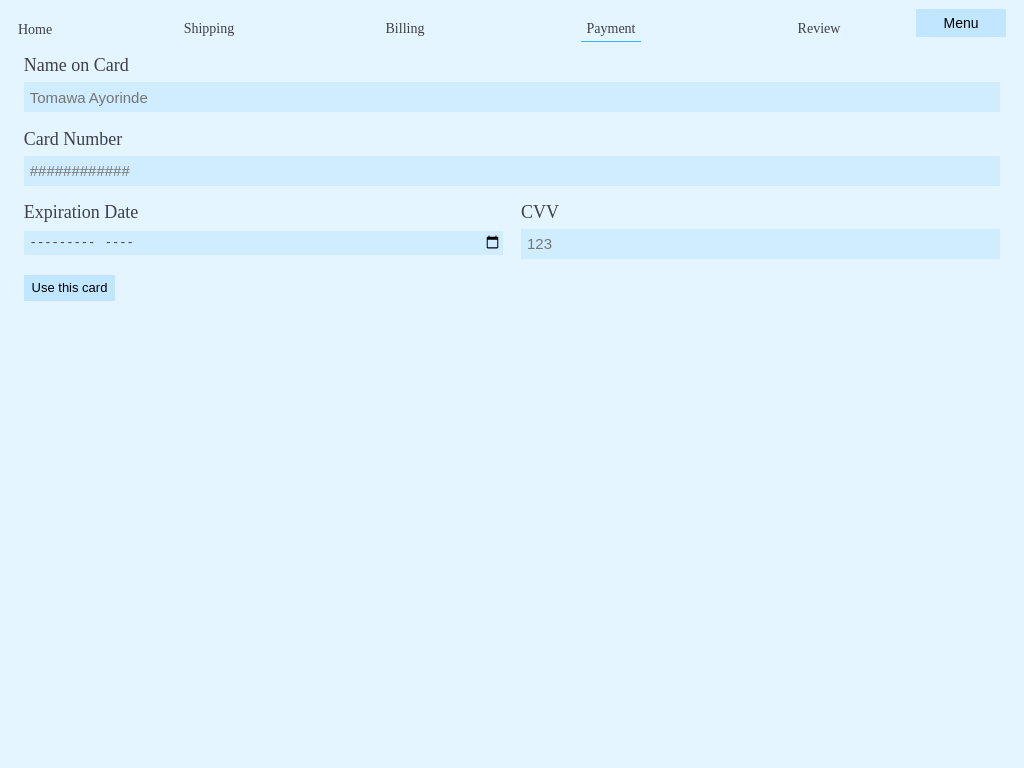 Home Shipping Billing Payment Review Menu
Name on Card
Tomawa Ayorinde
Card Number
############
Expiration Date CVV
--------- ---- 123
Use this card